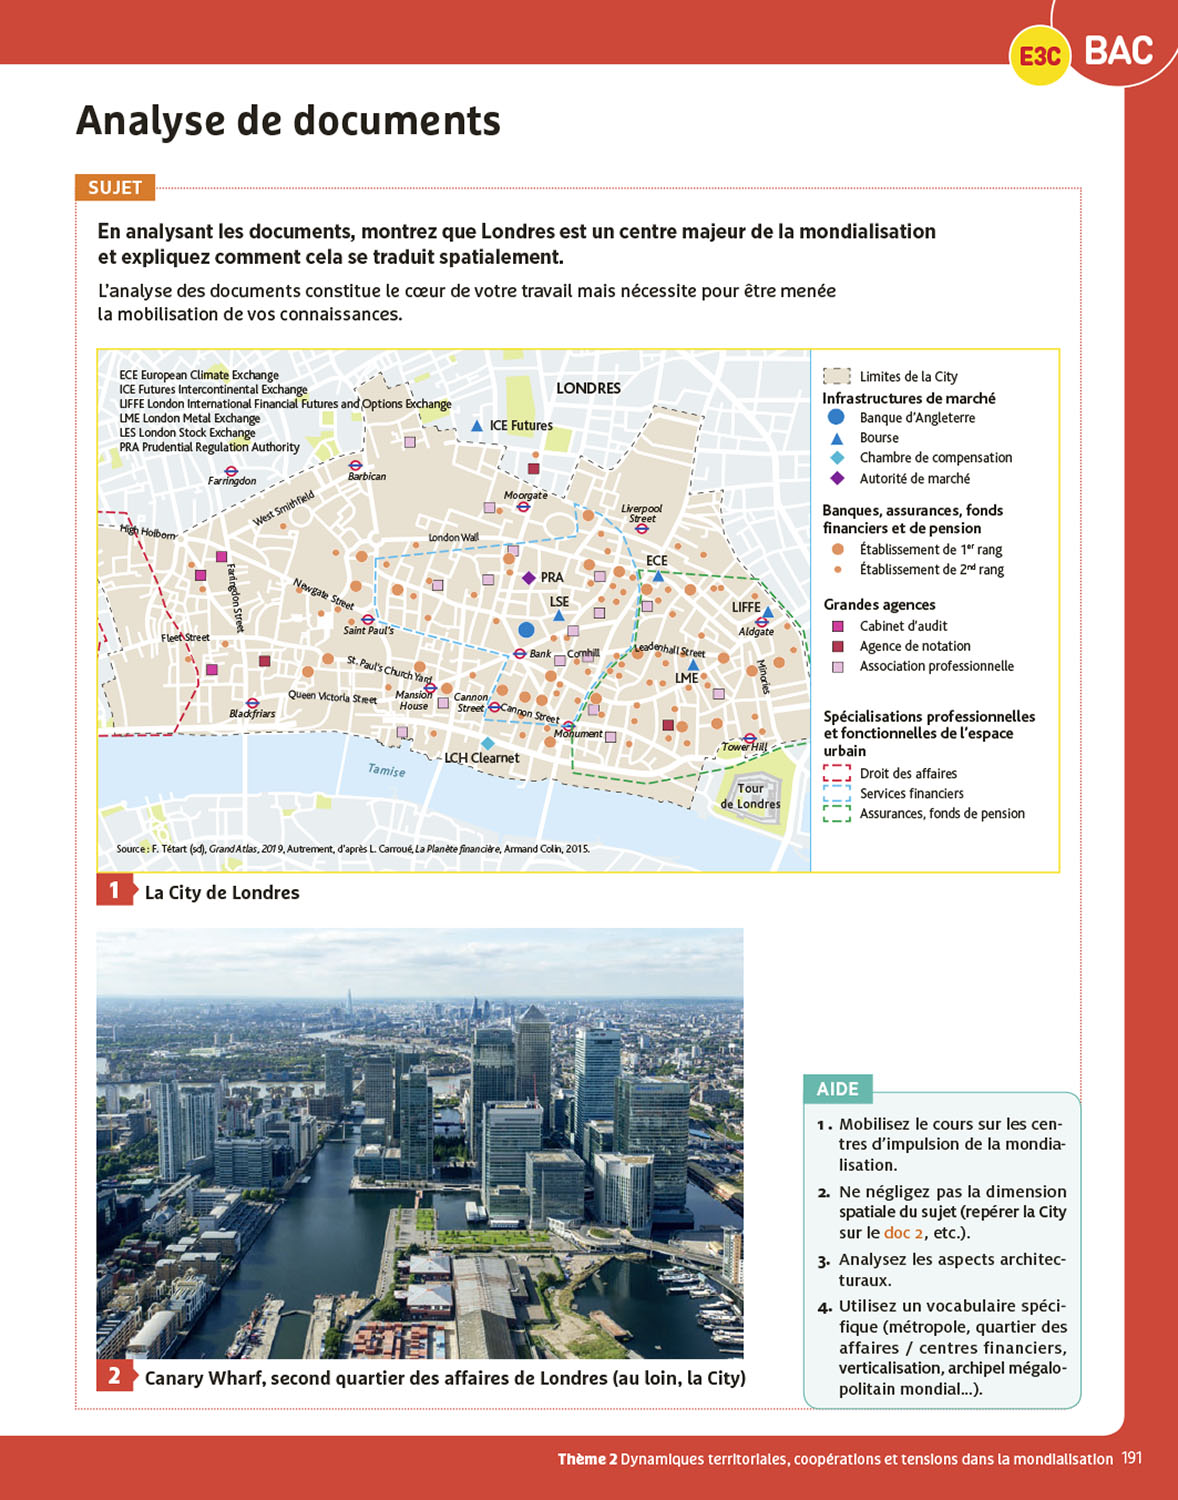 E3C
BAC
Analyse de documents
SUJET
En analysant les documents, montrez que Londres est un centre majeur de la mondialisation
et expliquez comment cela se traduit spatialement.
L'analyse des documents constitue le cœur de votre travail mais nécessite pour être menée
la mobilisation de vos connaissances.
ECE European Climate Exchange
ICE Futures Intercontinental Exchange
LIFFE London International Financial Futures and Options Exchange
LME London Metal Exchange
LES London Stock Exchange
PRA Prudential Regulation Authority
LONDRES
ICE Futures
Farringdon
Barbican
Moorgate
West Smithfield
Liverpool
Street
High Holborn
London Wall
ECE
PRA
Farringdon Street
Newgate Street
LSE
LIFFE
Aldgate
Saint Paul's
Fleet Street
Bank
Cornhill
Leadenhall Street
St. Paul's Church Yard
LME
Minories
Mansion
House
Queen Victoria Street
Cannon
Street
Cannon Street
Blackfriars
Monument
Tower Hill
LCH Clearnet
Tamise
Tour
de Londres
Source : F. Tétart (sd), Grand Atlas, 2019, Autrement, d'après L. Carroué, La Planète financière, Armand Colin, 2015.
Limites de la City
Infrastructures de marché
Banque d'Angleterre
Bourse
Chambre de compensation
Autorité de marché
Banques, assurances, fonds
financiers et de pension
Établissement de 1er rang
Établissement de 2nd rang
Grandes agences
Cabinet d'audit
Agence de notation
Association professionnelle
Spécialisations professionnelles
et fonctionnelles de l'espace
urbain
Droit des affaires
Services financiers
Assurances, fonds de pension
1 La City de Londres
2 Canary Wharf, second quartier des affaires de Londres (au loin, la City)
AIDE
1. Mobilisez le cours sur les cen-
tres d'impulsion de la mondia-
lisation.
2. Ne négligez pas la dimension
spatiale du sujet (repérer la City
sur le doc 2, etc.).
3. Analysez les aspects architec-
turaux.
4. Utilisez un vocabulaire spéci-
fique (métropole, quartier des
affaires / centres financiers,
verticalisation, archipel mégalo-
politain mondial...).
Thème 2 Dynamiques territoriales, coopérations et tensions dans la mondialisation 191